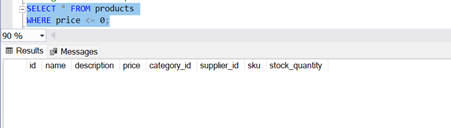 SELECT * FROM products
WHERE price <= 0;
90 %
Results Messages
id name description price category_id supplier_id sku stock_quantity